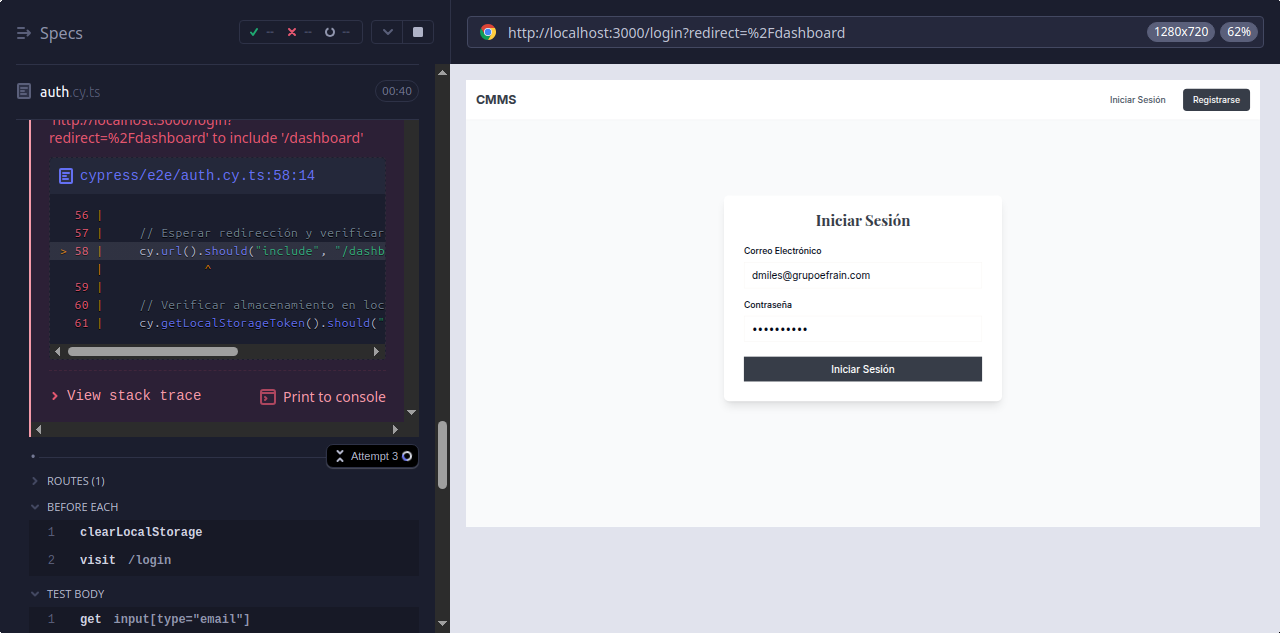 Specs
✓ -- ✕ -- --
auth.cy.ts
00:40
'http://localhost:3000/login?
redirect=%2Fdashboard' to include '/dashboard'
cypress/e2e/auth.cy.ts:58:14
56 |
57 | // Esperar redirección y verificar
> 58 | cy.url().should("include", "/dashb
| ^
59 |
60 | // Verificar almacenamiento en loc
61 | cy.getLocalStorageToken().should("
View stack trace
Print to console
Attempt 3
ROUTES (1)
BEFORE EACH
1 clearLocalStorage
2 visit /login
TEST BODY
1 get input[type="email"]
http://localhost:3000/login?redirect=%2Fdashboard
1280x720
62%
CMMS
Iniciar Sesión
Registrarse
Iniciar Sesión
Correo Electrónico
dmiles@grupoefrain.com
Contraseña
••••••••••
Iniciar Sesión